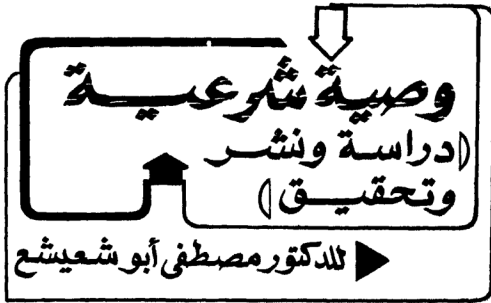 وصية شرعية
(دراسة ونشر
وتحقيق)
للدكتور مصطفى أبو شعيشع